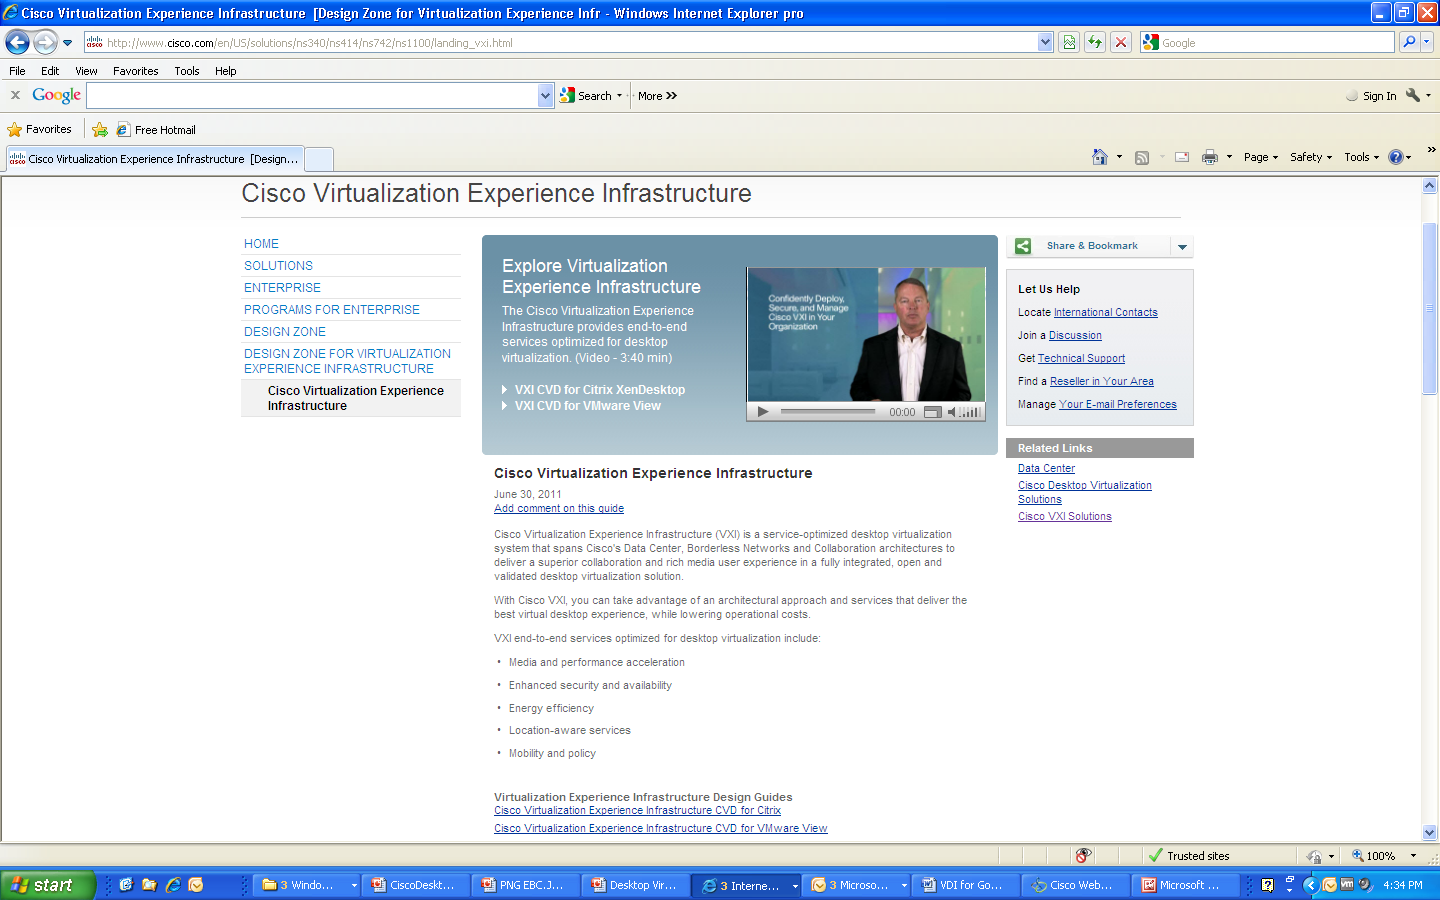 Cisco Virtualization Experience Infrastructure  [Design Zone for Virtualization Experience Infr - Windows Internet Explorer pro
http://www.cisco.com/en/US/solutions/ns340/ns414/ns742/ns1100/landing_vxi.html
Google
File Edit View Favorites Tools Help
x Google Search More >> Sign In
Favorites Free Hotmail
Cisco Virtualization Experience Infrastructure  [Design...
Page Safety Tools
Cisco Virtualization Experience Infrastructure
HOME
SOLUTIONS
ENTERPRISE
PROGRAMS FOR ENTERPRISE
DESIGN ZONE
DESIGN ZONE FOR VIRTUALIZATION
EXPERIENCE INFRASTRUCTURE
Cisco Virtualization Experience
Infrastructure
Explore Virtualization
Experience Infrastructure
The Cisco Virtualization Experience
Infrastructure provides end-to-end
services optimized for desktop
virtualization. (Video - 3:40 min)
VXI CVD for Citrix XenDesktop
VXI CVD for VMware View
Confidently Deploy,
Secure, and Manage
Cisco VXI in Your
Organization
00:00
Share & Bookmark
Let Us Help
Locate International Contacts
Join a Discussion
Get Technical Support
Find a Reseller in Your Area
Manage Your E-mail Preferences
Related Links
Data Center
Cisco Desktop Virtualization
Solutions
Cisco VXI Solutions
Cisco Virtualization Experience Infrastructure
June 30, 2011
Add comment on this guide
Cisco Virtualization Experience Infrastructure (VXI) is a service-optimized desktop virtualization
system that spans Cisco's Data Center, Borderless Networks and Collaboration architectures to
deliver a superior collaboration and rich media user experience in a fully integrated, open and
validated desktop virtualization solution.
With Cisco VXI, you can take advantage of an architectural approach and services that deliver the
best virtual desktop experience, while lowering operational costs.
VXI end-to-end services optimized for desktop virtualization include:
• Media and performance acceleration
• Enhanced security and availability
• Energy efficiency
• Location-aware services
• Mobility and policy
Virtualization Experience Infrastructure Design Guides
Cisco Virtualization Experience Infrastructure CVD for Citrix
Cisco Virtualization Experience Infrastructure CVD for VMware View
Trusted sites 100%
start 3 Windo... CiscoDeskt... PNG EBC.J... Desktop Vir... 3 Interne... 3 Microso... VDI for Go... Cisco Web... Microsoft ... 4:34 PM